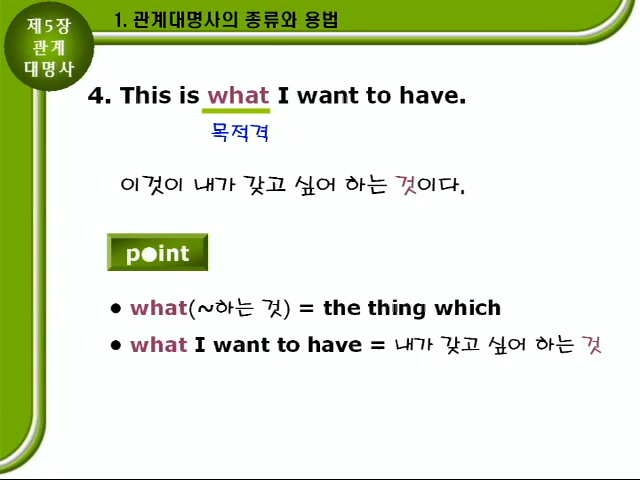 제5장
관계
대명사
1. 관계대명사의 종류와 용법
4. This is what I want to have.
목적격
이것이 내가 갖고 싶어 하는 것이다.
point
• what(~하는 것) = the thing which
• what I want to have = 내가 갖고 싶어 하는 것